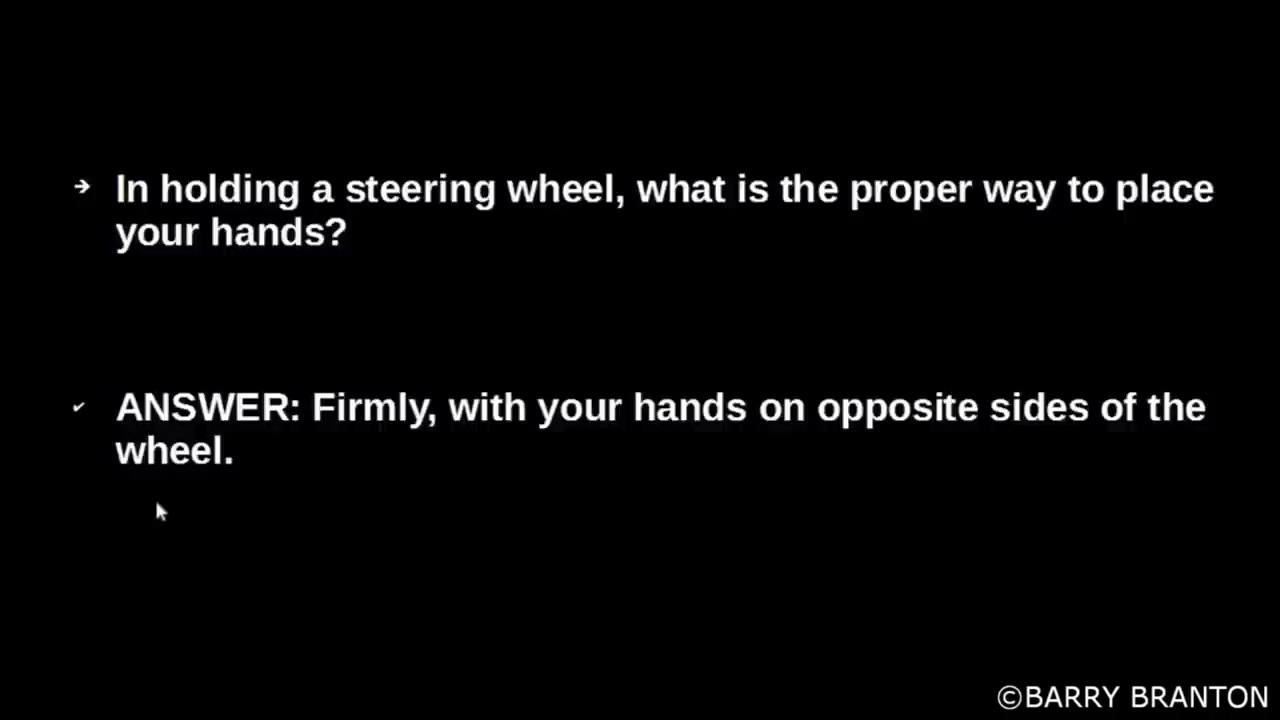 In holding a steering wheel, what is the proper way to place
your hands?
ANSWER: Firmly, with your hands on opposite sides of the
wheel.
©BARRY BRANTON